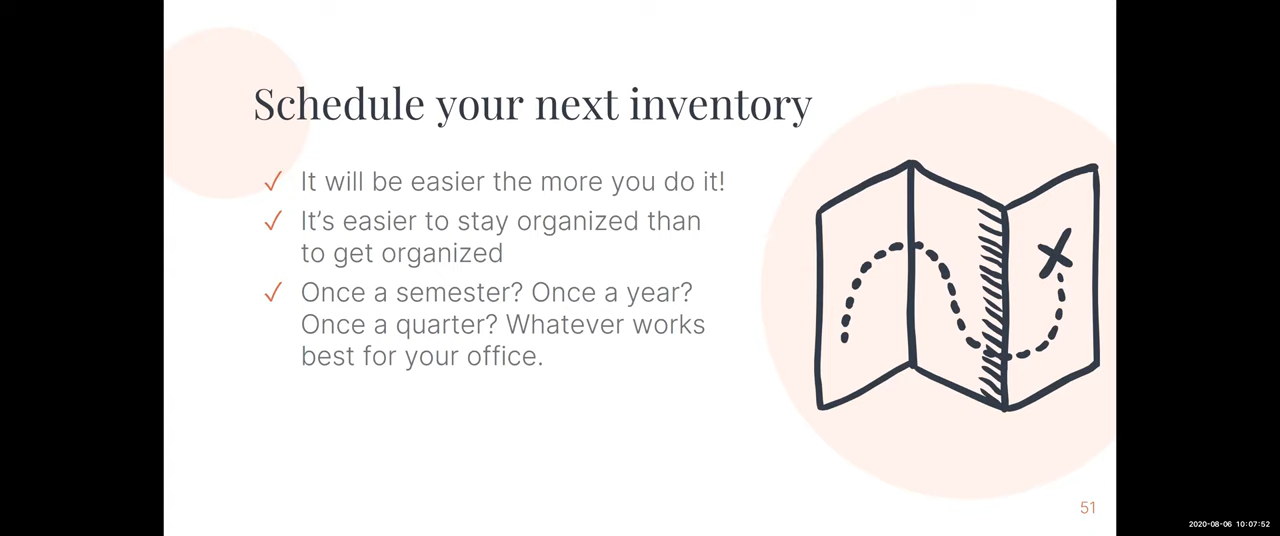 Schedule your next inventory
✓ It will be easier the more you do it!
✓ It’s easier to stay organized than
to get organized
✓ Once a semester? Once a year?
Once a quarter? Whatever works
best for your office.
51
2020-08-06 10:07:52